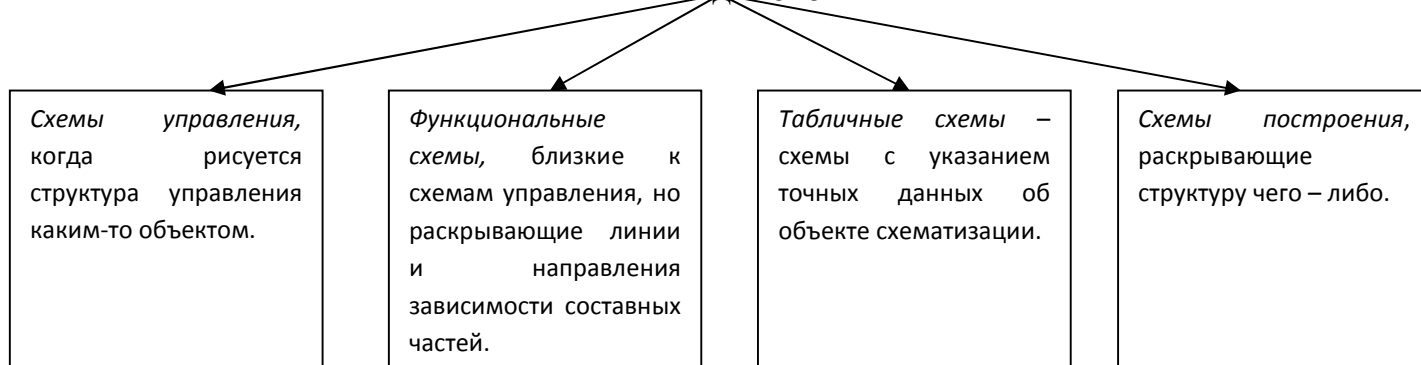 Схемы управления,
когда рисуется
структура управления
каким-то объектом.
Функциональные
схемы, близкие к
схемам управления, но
раскрывающие линии
и направления
зависимости составных
частей.
Табличные схемы –
схемы с указанием
точных данных об
объекте схематизации.
Схемы построения,
раскрывающие
структуру чего – либо.